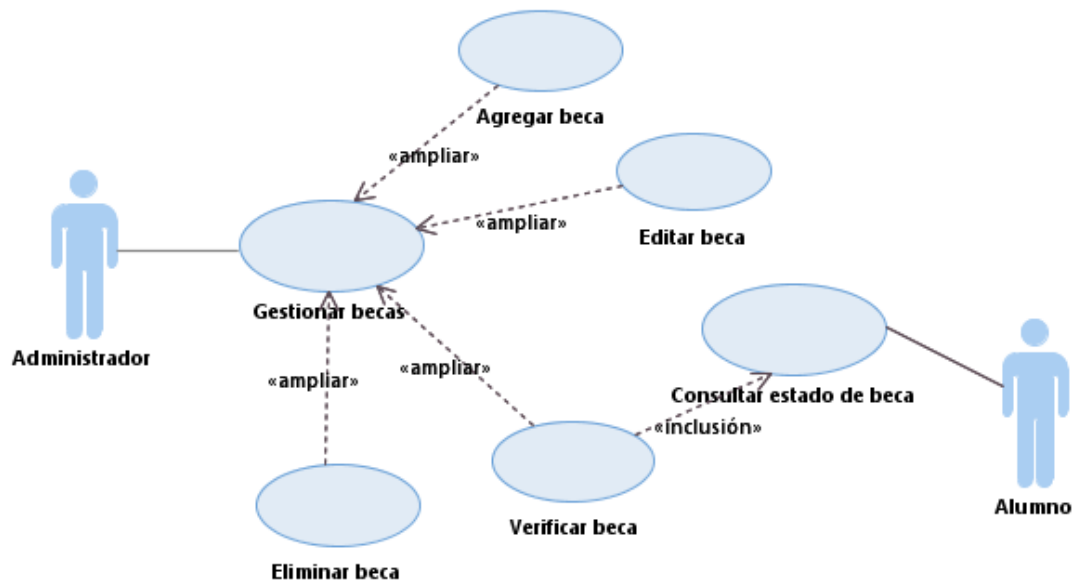 Agregar beca
«ampliar»
«ampliar»
Editar beca
Gestionar becas
Administrador
«ampliar»
«ampliar»
Consultar estado de beca
«inclusión»
Alumno
Verificar beca
Eliminar beca